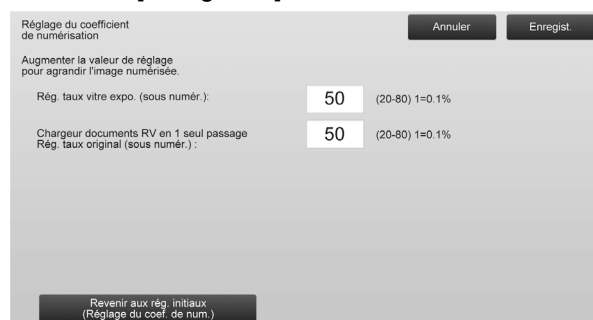 Réglage du coefficient
de numérisation
Annuler
Enregist.
Augmenter la valeur de réglage
pour agrandir l'image numérisée.
Rég. taux vitre expo. (sous numér.):
50
(20-80) 1=0.1%
Chargeur documents RV en 1 seul passage
Rég. taux original (sous numér.) :
50
(20-80) 1=0.1%
Revenir aux rég. initiaux
(Réglage du coef. de num.)